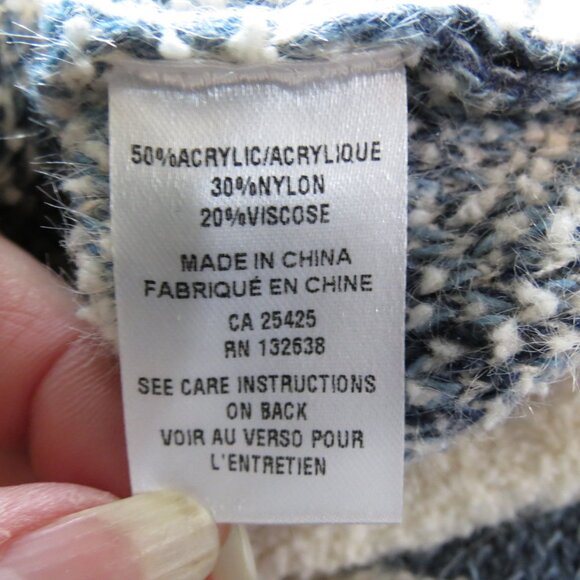 50%ACRYLIC/ACRYLIQUE
30%NYLON
20%VISCOSE
MADE IN CHINA
FABRIQUÉ EN CHINE
CA 25425
RN 132638
SEE CARE INSTRUCTIONS
ON BACK
VOIR AU VERSO POUR
L'ENTRETIEN